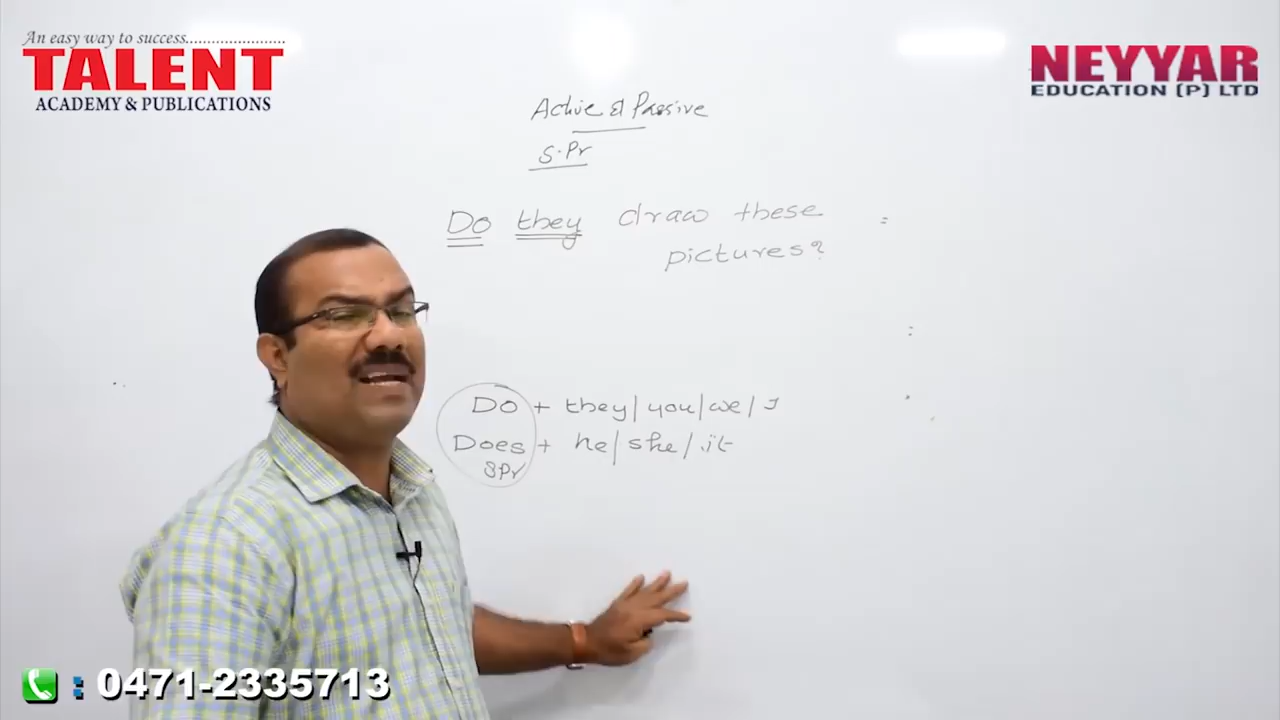 An easy way to success........................
TALENT
ACADEMY & PUBLICATIONS
NEYYAR
EDUCATION (P) LTD
Active & Passive
S.Pr
Do they draw these
pictures?
Do + they/you/we/I
Does + he/she/it
SPr
: 0471-2335713